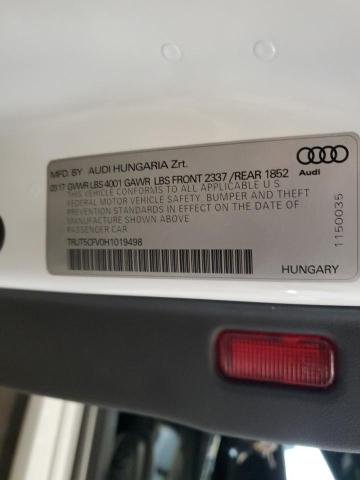 MFD. BY AUDI HUNGARIA Zrt.
03 17 GVWR LBS 4001 GAWR LBS FRONT 2337 /REAR 1852
THIS VEHICLE CONFORMS TO ALL APPLICABLE U S
FEDERAL MOTOR VEHICLE SAFETY, BUMPER AND THEFT
PREVENTION STANDARDS IN EFFECT ON THE DATE OF
MANUFACTURE SHOWN ABOVE.
PASSENGER CAR
TRUT5CFV0H1019498
Audi
1150035
HUNGARY